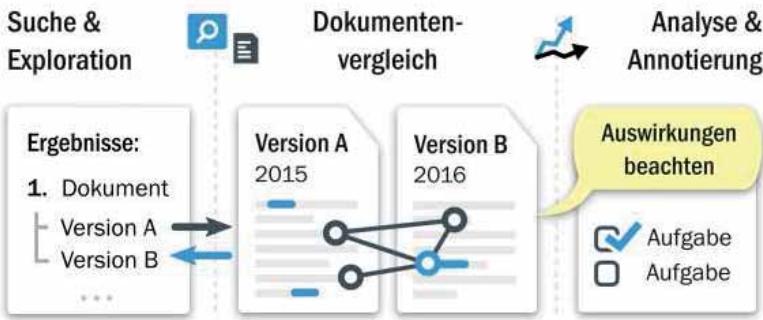 Suche &
Exploration
Dokumenten-
vergleich
Analyse &
Annotierung
Ergebnisse:
1. Dokument
Version A
Version B
...
Version A
2015
Version B
2016
Auswirkungen
beachten
Aufgabe
Aufgabe